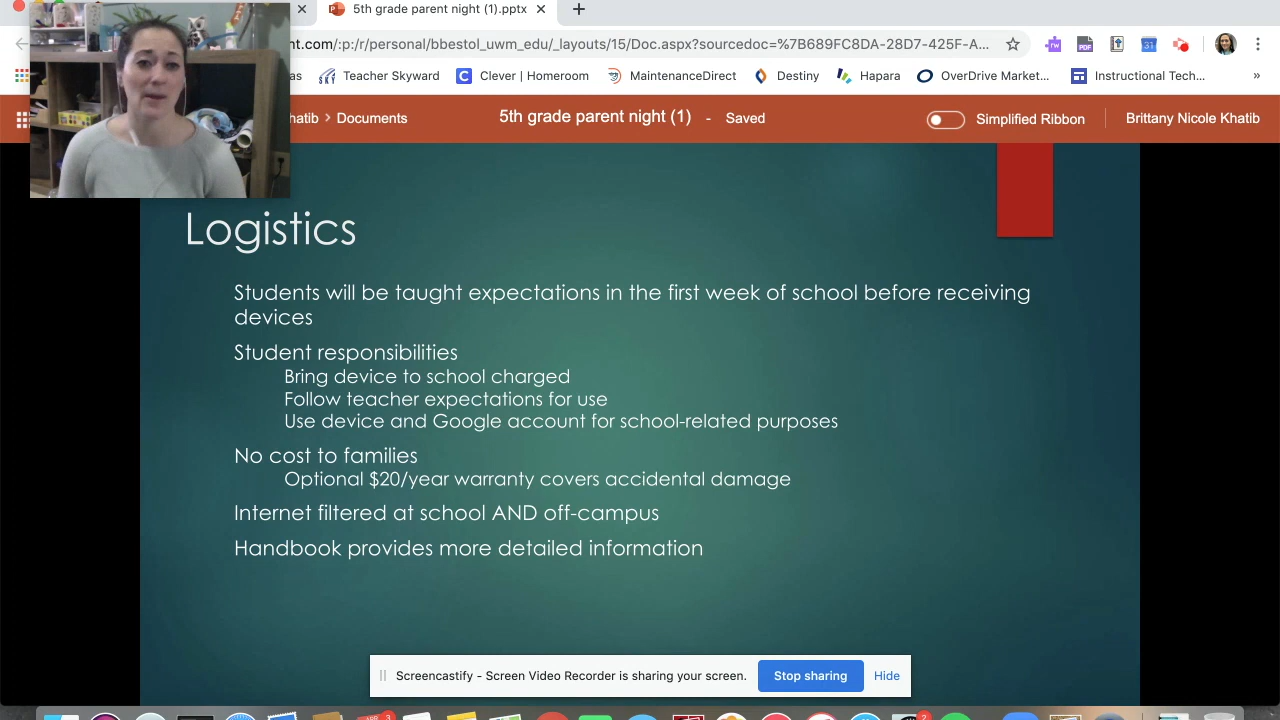 5th grade parent night (1).pptx
nt.com/:p:/r/personal/bbristol_uwm_edu/_layouts/15/Doc.aspx?sourcedoc=%7B689FC8DA-28D7-425F-A...
as Teacher Skyward Clever | Homeroom MaintenanceDirect Destiny Hapara OverDrive Market... Instructional Tech... »
hatib > Documents 5th grade parent night (1) - Saved Simplified Ribbon Brittany Nicole Khatib
Logistics
Students will be taught expectations in the first week of school before receiving
devices
Student responsibilities
Bring device to school charged
Follow teacher expectations for use
Use device and Google account for school-related purposes
No cost to families
Optional $20/year warranty covers accidental damage
Internet filtered at school AND off-campus
Handbook provides more detailed information
Screencastify - Screen Video Recorder is sharing your screen. Stop sharing Hide